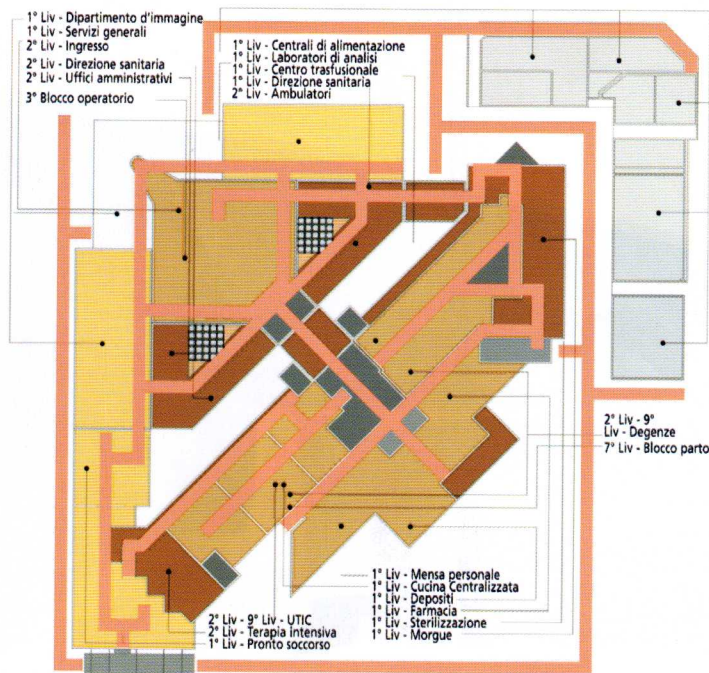 1° Liv - Dipartimento d'immagine
1° Liv - Servizi generali
2° Liv - Ingresso
2° Liv - Direzione sanitaria
2° Liv - Uffici amministrativi
3° Blocco operatorio
1° Liv - Centrali di alimentazione
1° Liv - Laboratori di analisi
1° Liv - Centro trasfusionale
1° Liv - Direzione sanitaria
2° Liv - Ambulatori
2° Liv - 9°
Liv - Degenze
7° Liv - Blocco parto
1° Liv - Mensa personale
1° Liv - Cucina Centralizzata
1° Liv - Depositi
1° Liv - Farmacia
1° Liv - Sterilizzazione
1° Liv - Morgue
2° Liv - 9° Liv - UTIC
2° Liv - Terapia intensiva
1° Liv - Pronto soccorso